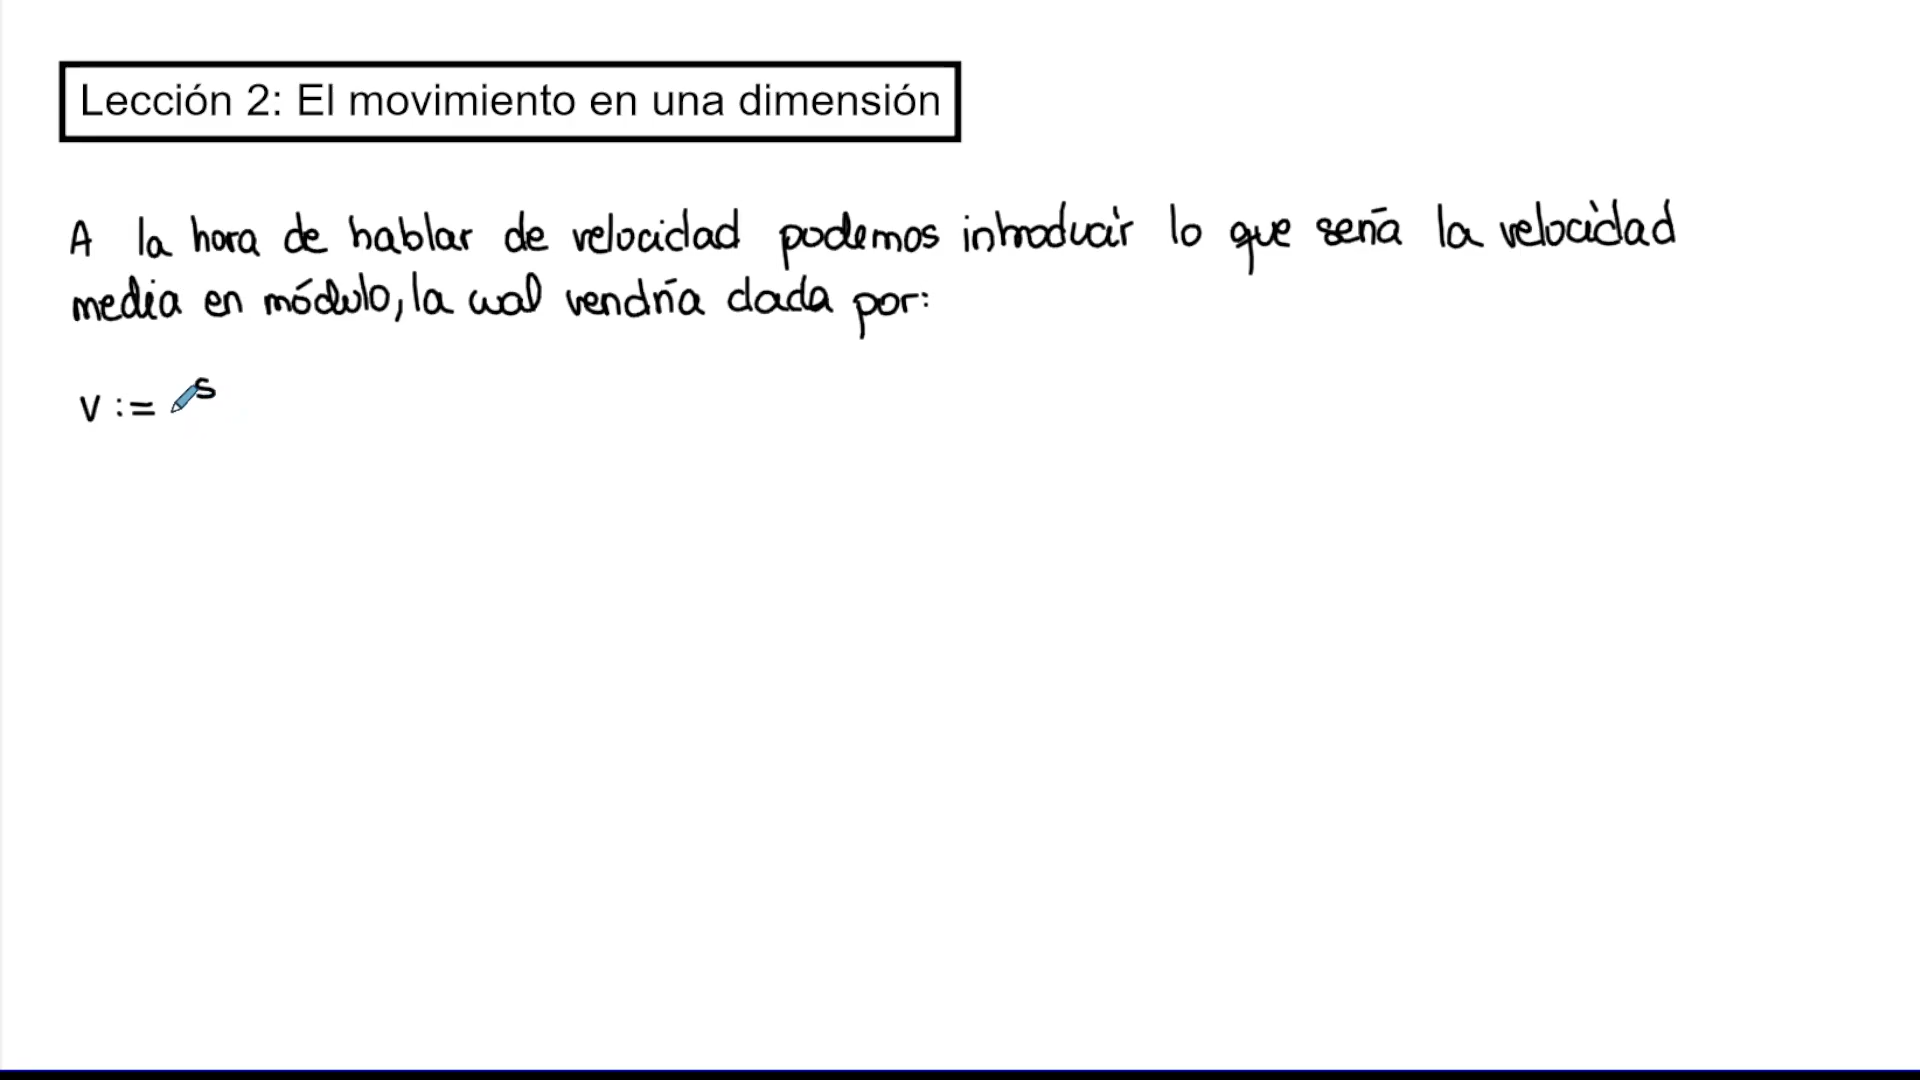 Lección 2: El movimiento en una dimensión
A la hora de hablar de velocidad podemos introducir lo que sería la velocidad
media en módulo, la cual vendría dada por:
v := s